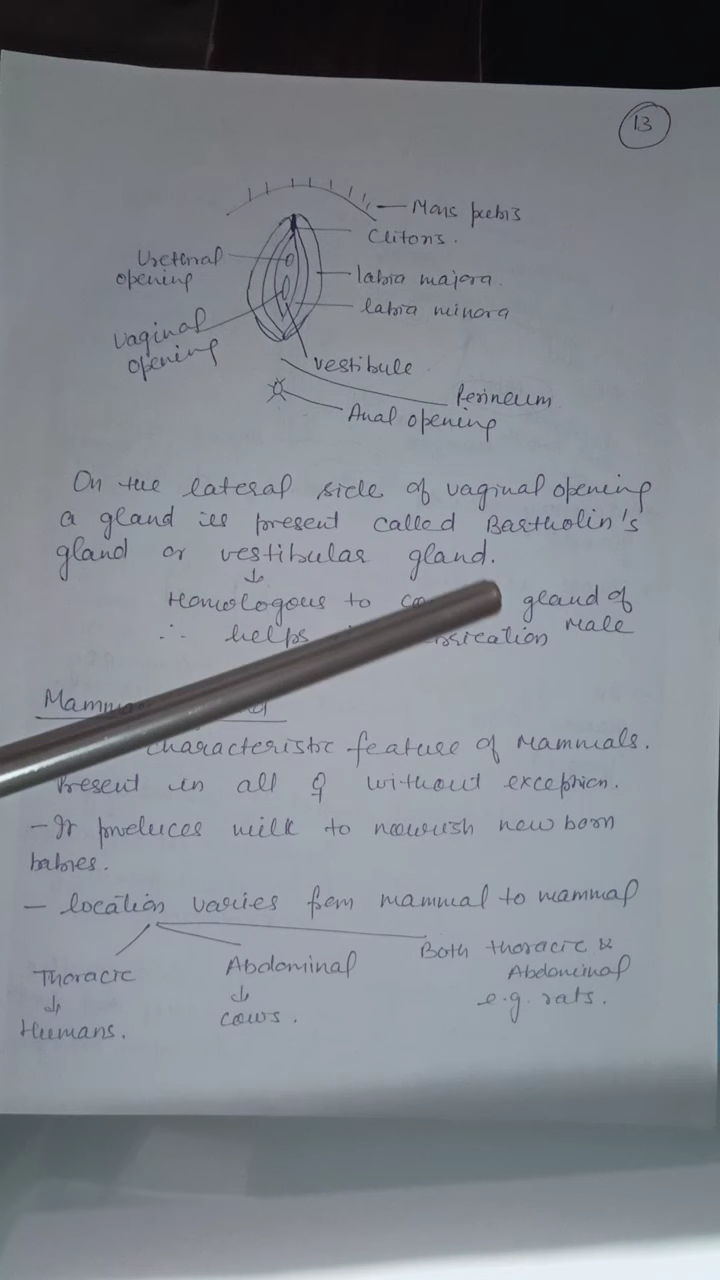 13
Mons pubis
Clitoris.
Uretheral
opening
labia majora
labia minora
vaginal
opening
vestibule
Perineum
Anal opening
On the lateral side of vaginal opening
a gland is present called Bartholin's
gland or vestibular gland.
↓
Homologous to gland of
∴ helps male
characteristic feature of mammals.
Present in all ♀ without exception.
- It produces milk to nourish new born
babies.
- location varies from mammal to mammal
Thoracic
↓
Humans.
Abdominal
↓
cows.
Both thoracic &
Abdominal
e.g. rats.